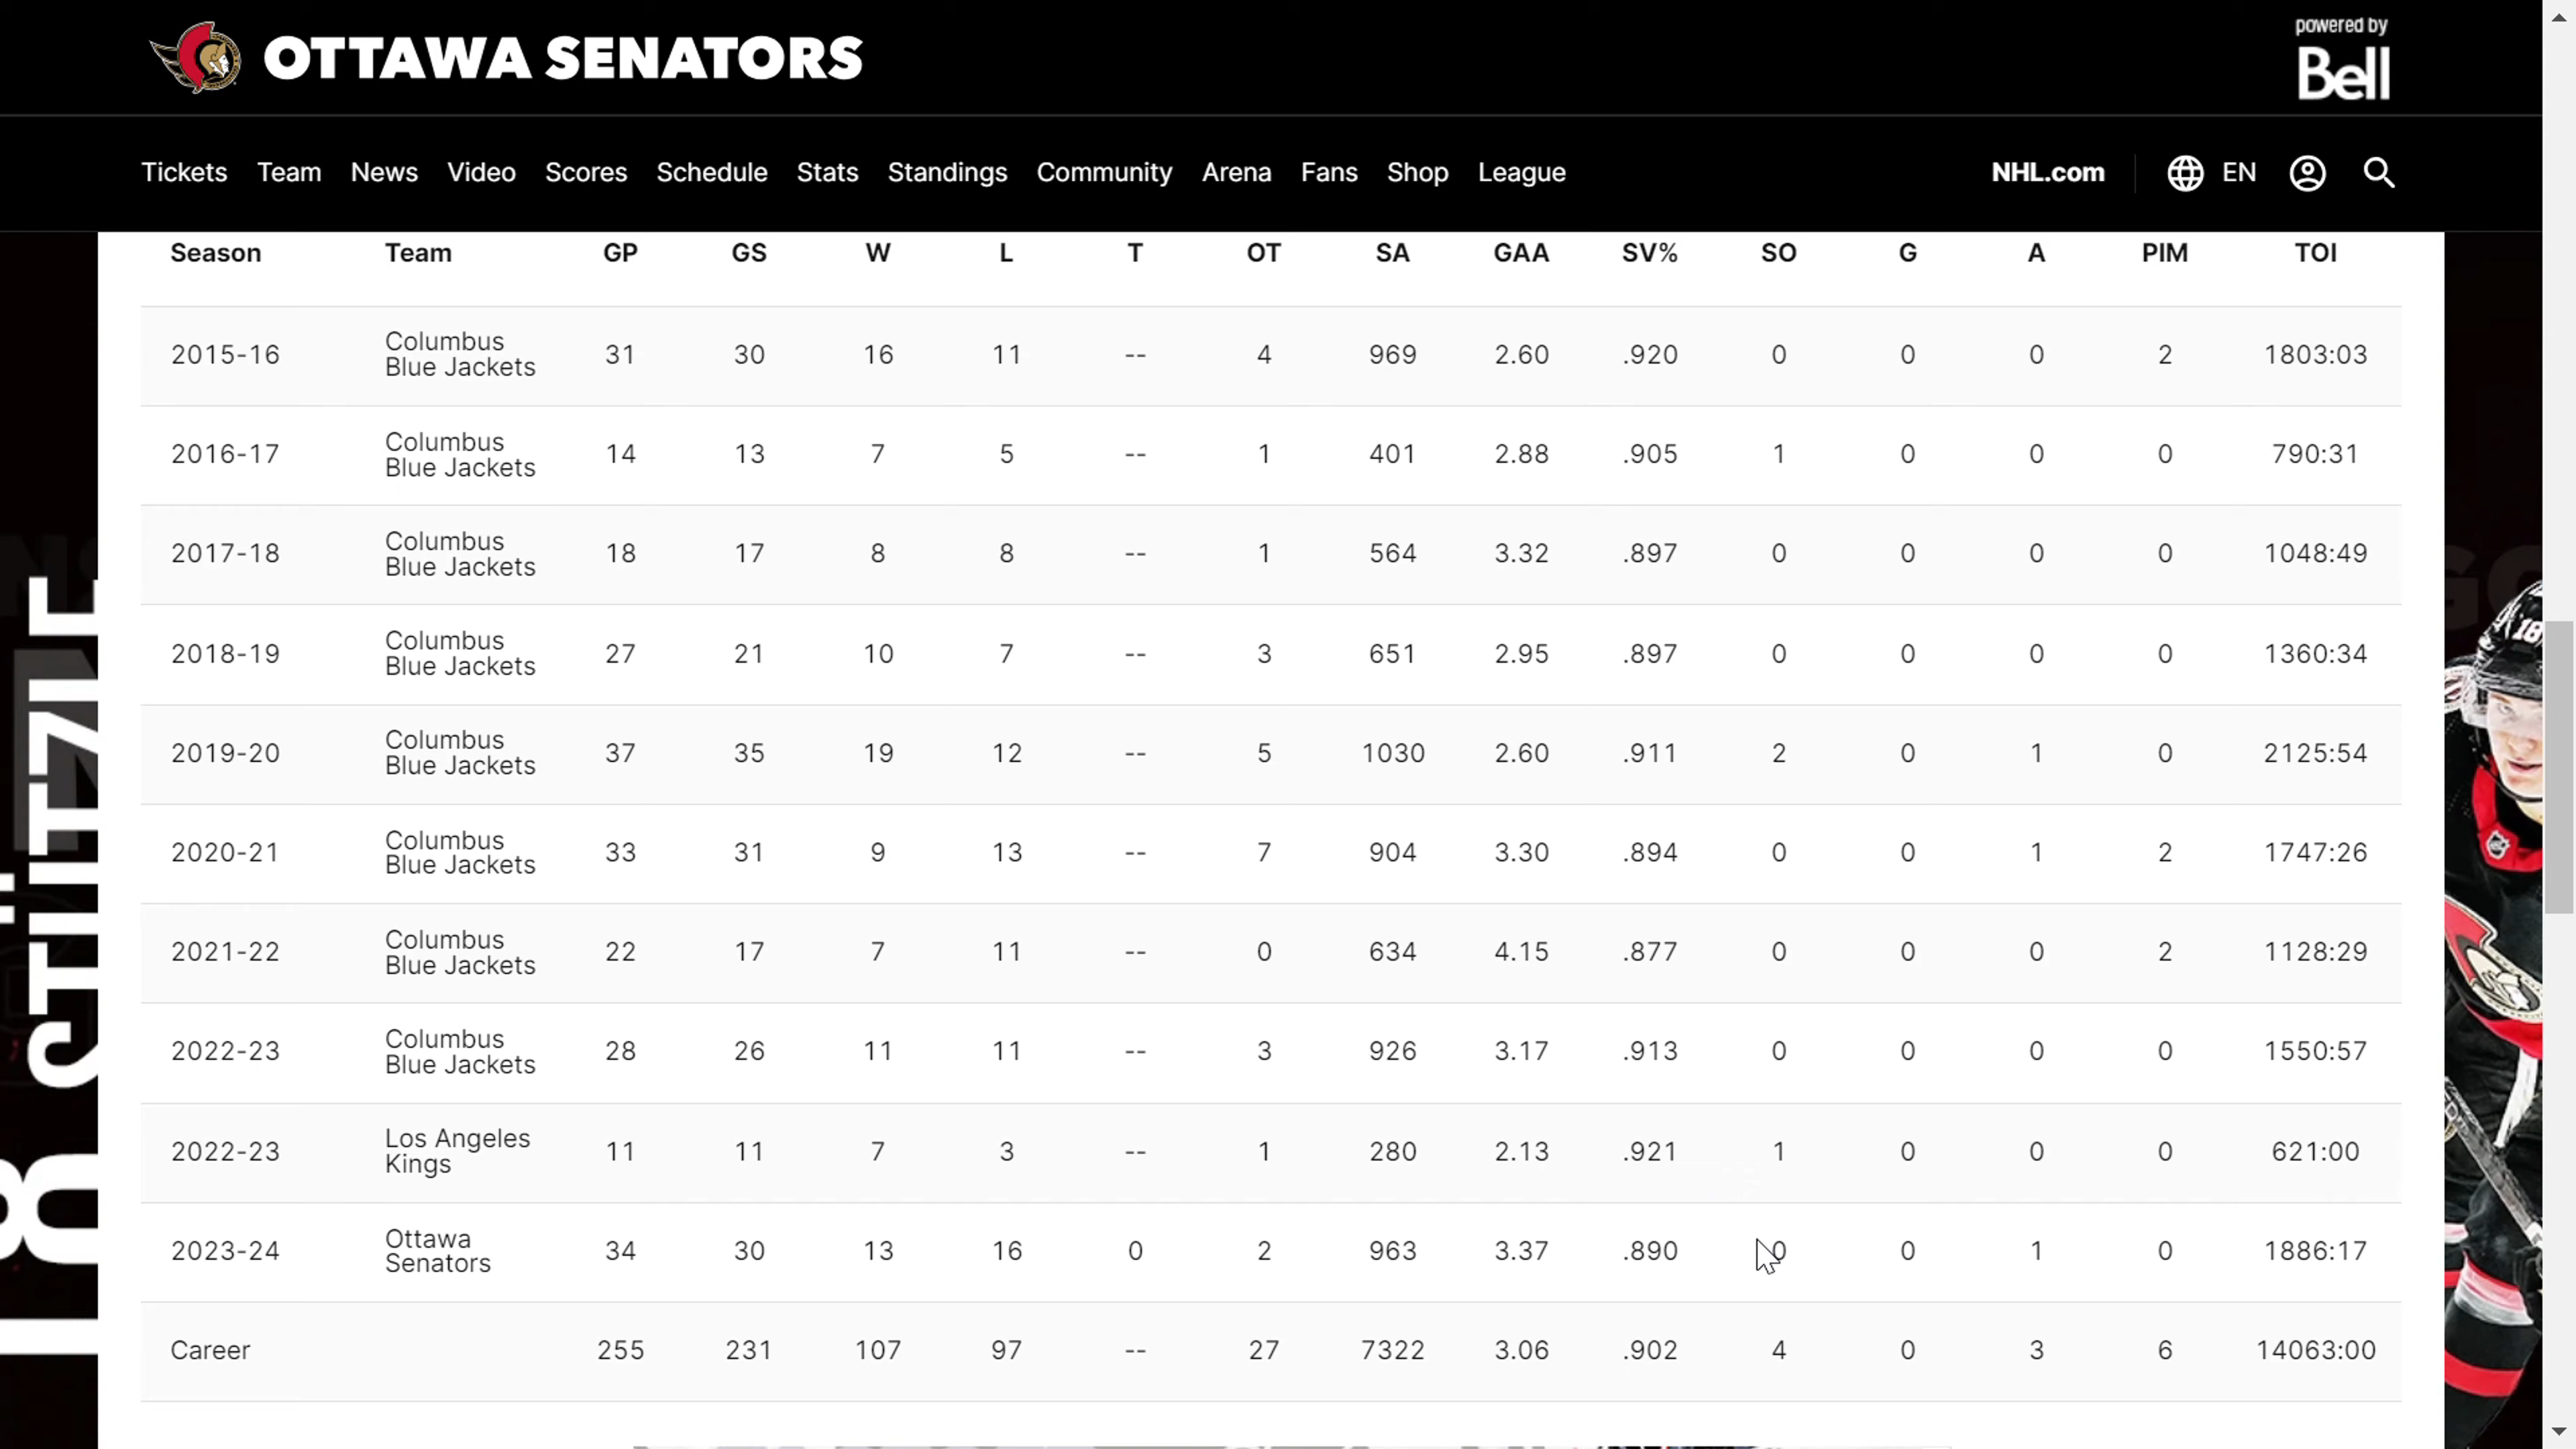 OTTAWA SENATORS
powered by
Bell
Tickets Team News Video Scores Schedule Stats Standings Community Arena Fans Shop League NHL.com EN
Season Team GP GS W L T OT SA GAA SV% SO G A PIM TOI
2015-16 Columbus Blue Jackets 31 30 16 11 -- 4 969 2.60 .920 0 0 0 2 1803:03
2016-17 Columbus Blue Jackets 14 13 7 5 -- 1 401 2.88 .905 1 0 0 0 790:31
2017-18 Columbus Blue Jackets 18 17 8 8 -- 1 564 3.32 .897 0 0 0 0 1048:49
2018-19 Columbus Blue Jackets 27 21 10 7 -- 3 651 2.95 .897 0 0 0 0 1360:34
2019-20 Columbus Blue Jackets 37 35 19 12 -- 5 1030 2.60 .911 2 0 1 0 2125:54
2020-21 Columbus Blue Jackets 33 31 9 13 -- 7 904 3.30 .894 0 0 1 2 1747:26
2021-22 Columbus Blue Jackets 22 17 7 11 -- 0 634 4.15 .877 0 0 0 2 1128:29
2022-23 Columbus Blue Jackets 28 26 11 11 -- 3 926 3.17 .913 0 0 0 0 1550:57
2022-23 Los Angeles Kings 11 11 7 3 -- 1 280 2.13 .921 1 0 0 0 621:00
2023-24 Ottawa Senators 34 30 13 16 0 2 963 3.37 .890 0 0 1 0 1886:17
Career 255 231 107 97 -- 27 7322 3.06 .902 4 0 3 6 14063:00
18